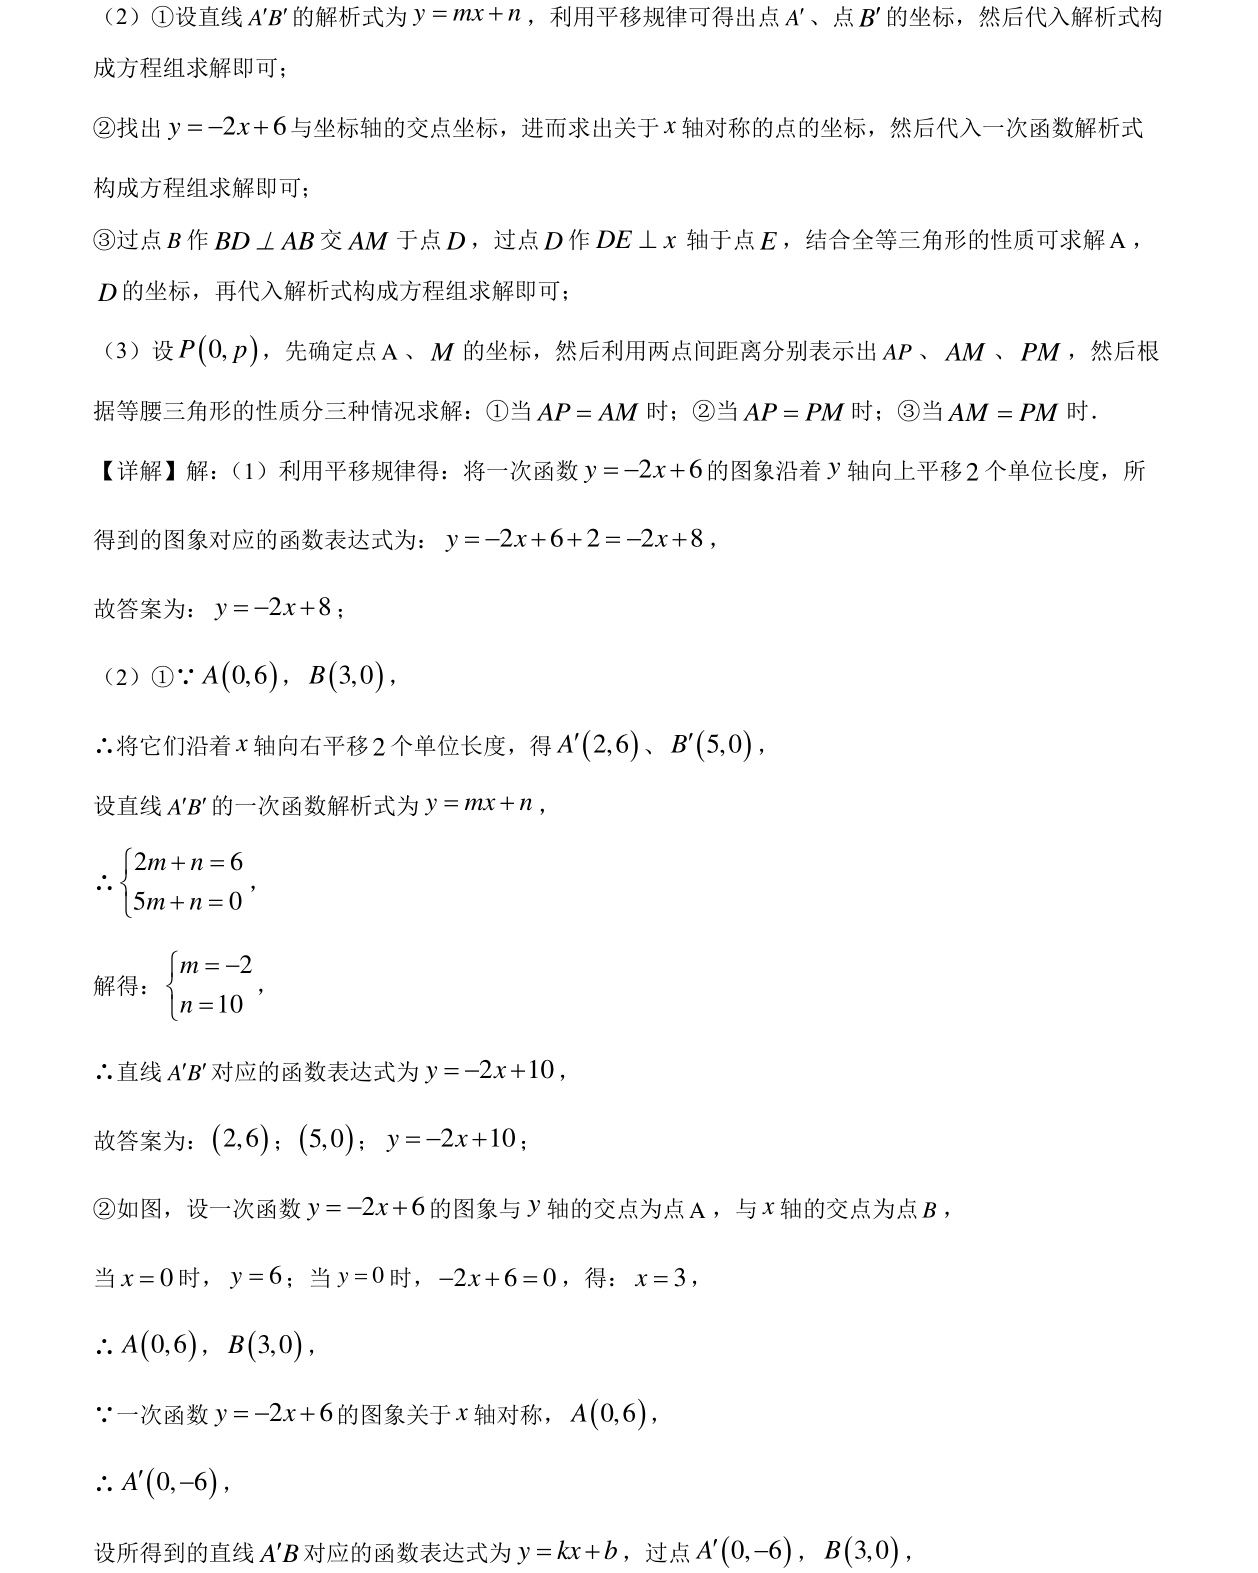 （2）①设直线 A′B′ 的解析式为 y = mx + n，利用平移规律可得出点 A′、点 B′ 的坐标，然后代入解析式构
成方程组求解即可；
②找出 y = −2x + 6 与坐标轴的交点坐标，进而求出关于 x 轴对称的点的坐标，然后代入一次函数解析式
构成方程组求解即可；
③过点 B 作 BD ⊥ AB 交 AM 于点 D，过点 D 作 DE ⊥ x 轴于点 E，结合全等三角形的性质可求解 A，
D 的坐标，再代入解析式构成方程组求解即可；
（3）设 P(0, p)，先确定点 A、M 的坐标，然后利用两点间距离分别表示出 AP、AM、PM，然后根
据等腰三角形的性质分三种情况求解：①当 AP = AM 时；②当 AP = PM 时；③当 AM = PM 时．
【详解】解：（1）利用平移规律得：将一次函数 y = −2x + 6 的图象沿着 y 轴向上平移 2 个单位长度，所
得到的图象对应的函数表达式为： y = −2x + 6 + 2 = −2x + 8，
故答案为： y = −2x + 8；
（2）①∵ A(0,6)，B(3,0)，
∴将它们沿着 x 轴向右平移 2 个单位长度，得 A′(2,6)、B′(5,0)，
设直线 A′B′ 的一次函数解析式为 y = mx + n，
∴ { 2m + n = 6
5m + n = 0 ，
解得： { m = −2
n = 10 ，
∴直线 A′B′ 对应的函数表达式为 y = −2x + 10，
故答案为：(2,6)；(5,0)； y = −2x + 10；
②如图，设一次函数 y = −2x + 6 的图象与 y 轴的交点为点 A，与 x 轴的交点为点 B，
当 x = 0 时， y = 6；当 y = 0 时，−2x + 6 = 0，得： x = 3，
∴ A(0,6)，B(3,0)，
∵一次函数 y = −2x + 6 的图象关于 x 轴对称，A(0,6)，
∴ A′(0,−6)，
设所得到的直线 A′B 对应的函数表达式为 y = kx + b，过点 A′(0,−6)，B(3,0)，